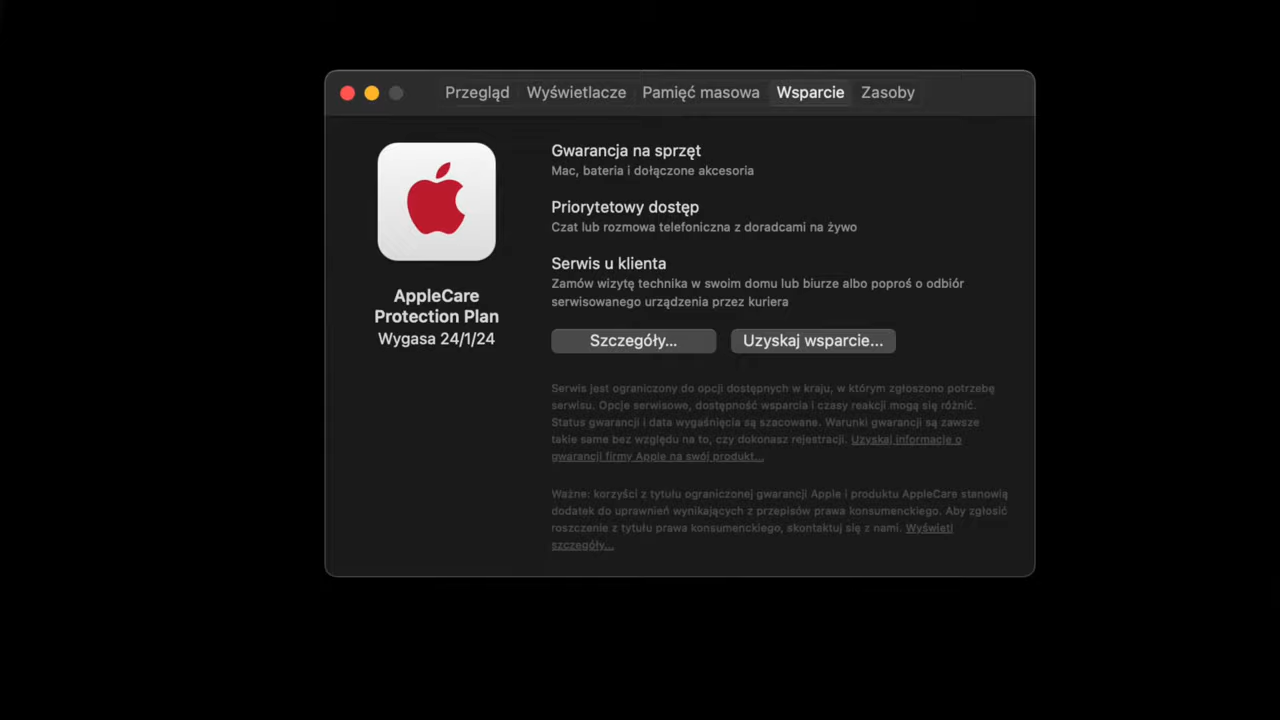 Przegląd Wyświetlacze Pamięć masowa Wsparcie Zasoby
Gwarancja na sprzęt
Mac, bateria i dołączone akcesoria
Priorytetowy dostęp
Czat lub rozmowa telefoniczna z doradcami na żywo
Serwis u klienta
Zamów wizytę technika w swoim domu lub biurze albo poproś o odbiór
serwisowanego urządzenia przez kuriera
AppleCare
Protection Plan
Wygasa 24/1/24
Szczegóły... Uzyskaj wsparcie...
Serwis jest ograniczony do opcji dostępnych w kraju, w którym zgłoszono potrzebę
serwisu. Opcje serwisowe, dostępność wsparcia i czasy reakcji mogą się różnić.
Status gwarancji i data wygaśnięcia są szacowane. Warunki gwarancji są zawsze
takie same bez względu na to, czy dokonasz rejestracji. Uzyskaj informacje o
gwarancji firmy Apple na swój produkt...
Ważne: korzyści z tytułu ograniczonej gwarancji Apple i produktu AppleCare stanowią
dodatek do uprawnień wynikających z przepisów prawa konsumenckiego. Aby zgłosić
roszczenie z tytułu prawa konsumenckiego, skontaktuj się z nami. Wyświetl
szczegóły...